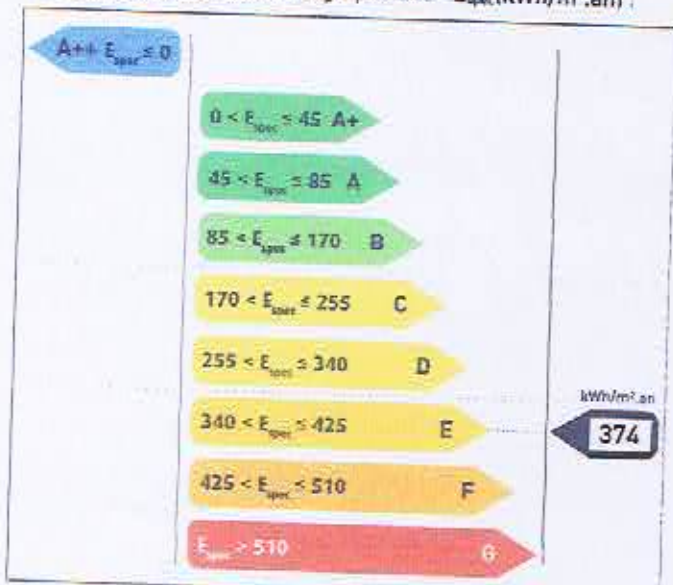 A++ E_spec ≤ 0
0 < E_spec ≤ 45 A+
45 < E_spec ≤ 85 A
85 < E_spec ≤ 170 B
170 < E_spec ≤ 255 C
255 < E_spec ≤ 340 D
kWh/m².an
340 < E_spec ≤ 425 E
374
425 < E_spec ≤ 510 F
E_spec > 510 G